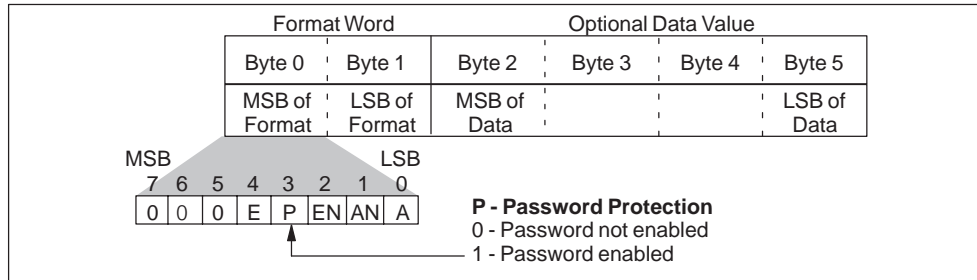 Format Word Optional Data Value
Byte 0 Byte 1 Byte 2 Byte 3 Byte 4 Byte 5
MSB of Format LSB of Format MSB of Data LSB of Data
MSB LSB
7 6 5 4 3 2 1 0
0 0 0 E P EN AN A
P - Password Protection
0 - Password not enabled
1 - Password enabled